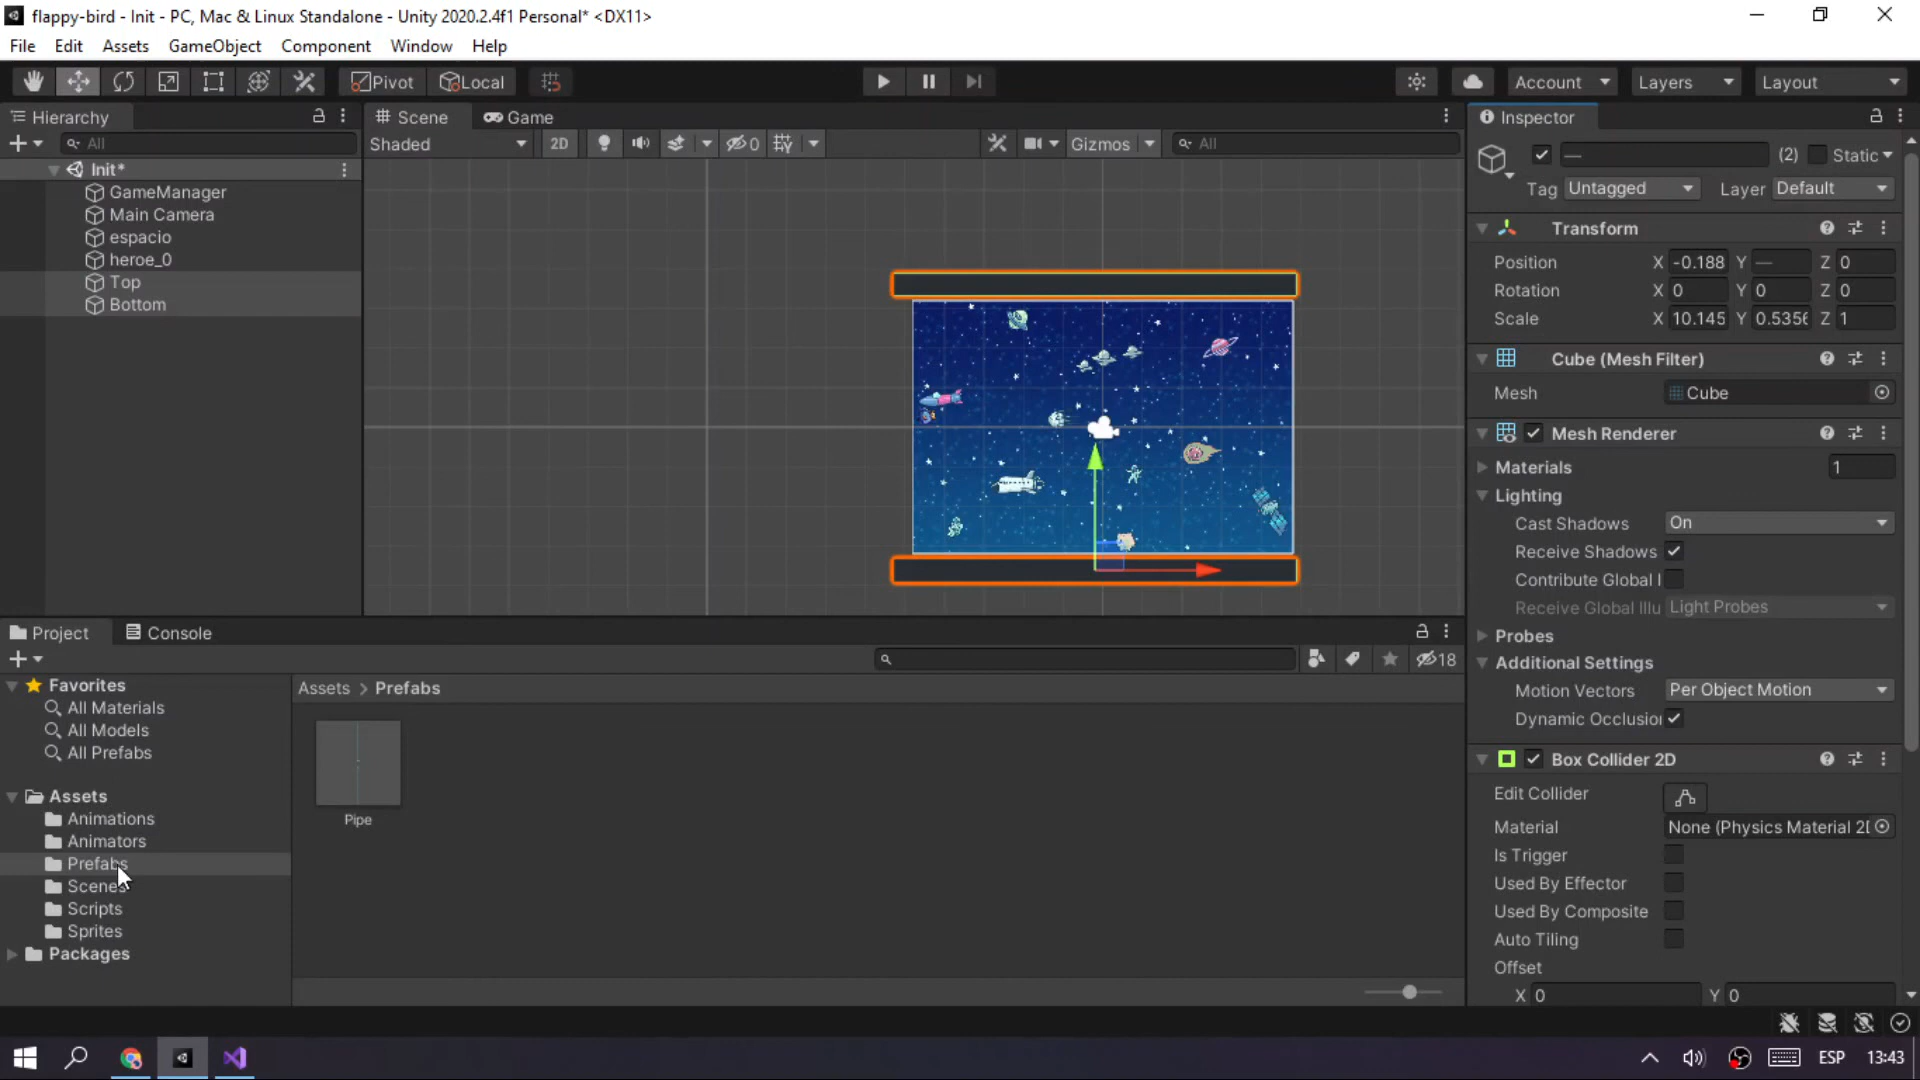 flappy-bird - Init - PC, Mac & Linux Standalone - Unity 2020.2.4f1 Personal* <DX11>
File Edit Assets GameObject Component Window Help
Pivot Local Account Layers Layout
Hierarchy
All
Init*
GameManager
Main Camera
espacio
heroe_0
Top
Bottom
Scene Game
Shaded 2D 0 Gizmos All
Inspector
— (2) Static
Tag Untagged Layer Default
Transform
Position X -0.188 Y — Z 0
Rotation X 0 Y 0 Z 0
Scale X 10.145 Y 0.5356 Z 1
Cube (Mesh Filter)
Mesh Cube
Mesh Renderer
Materials 1
Lighting
Cast Shadows On
Receive Shadows
Contribute Global I
Receive Global Illu Light Probes
Probes
Additional Settings
Motion Vectors Per Object Motion
Dynamic Occlusio
Box Collider 2D
Edit Collider
Material None (Physics Material 2D
Is Trigger
Used By Effector
Used By Composite
Auto Tiling
Offset
X 0 Y 0
Project Console
18
Favorites
All Materials
All Models
All Prefabs
Assets
Animations
Animators
Prefabs
Scenes
Scripts
Sprites
Packages
Assets > Prefabs
Pipe
ESP 13:43